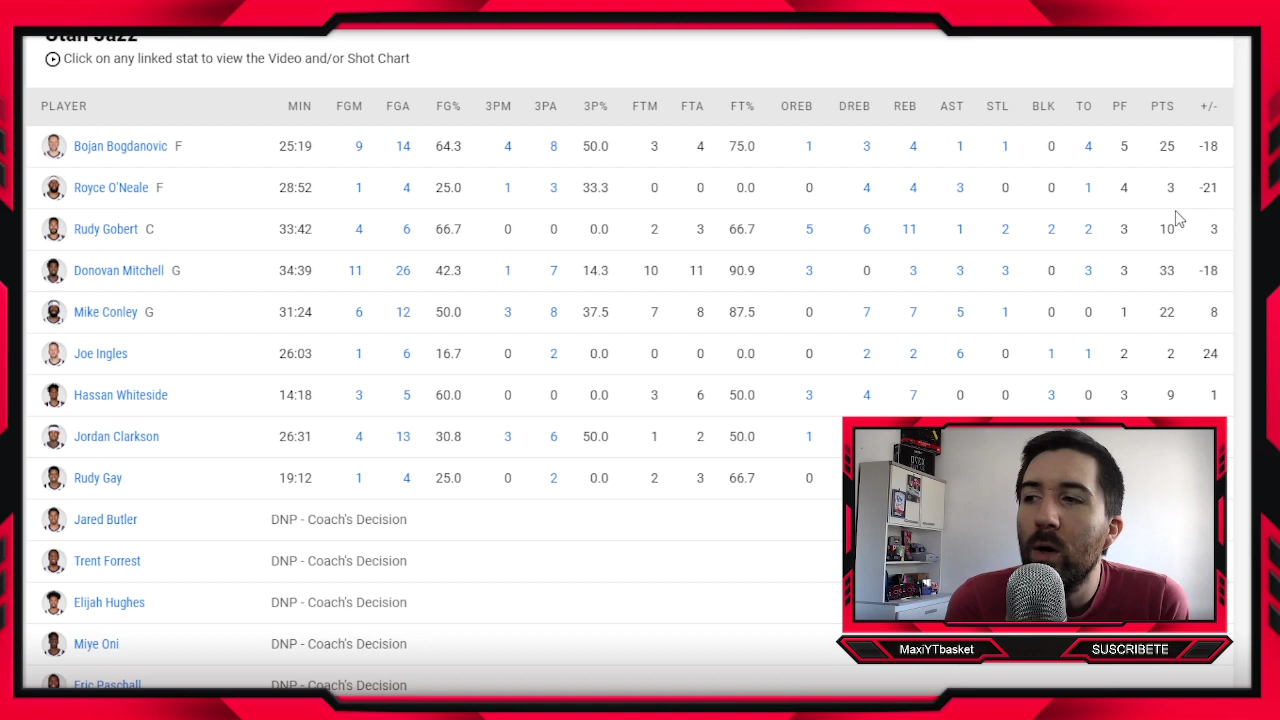 Utah Jazz
Click on any linked stat to view the Video and/or Shot Chart
PLAYER MIN FGM FGA FG% 3PM 3PA 3P% FTM FTA FT% OREB DREB REB AST STL BLK TO PF PTS +/-
Bojan Bogdanovic F 25:19 9 14 64.3 4 8 50.0 3 4 75.0 1 3 4 1 1 0 4 5 25 -18
Royce O'Neale F 28:52 1 4 25.0 1 3 33.3 0 0 0.0 0 4 4 3 0 0 1 4 3 -21
Rudy Gobert C 33:42 4 6 66.7 0 0 0.0 2 3 66.7 5 6 11 1 2 2 2 3 10 3
Donovan Mitchell G 34:39 11 26 42.3 1 7 14.3 10 11 90.9 3 0 3 3 3 0 3 3 33 -18
Mike Conley G 31:24 6 12 50.0 3 8 37.5 7 8 87.5 0 7 7 5 1 0 0 1 22 8
Joe Ingles 26:03 1 6 16.7 0 2 0.0 0 0 0.0 0 2 2 6 0 1 1 2 2 24
Hassan Whiteside 14:18 3 5 60.0 0 0 0.0 3 6 50.0 3 4 7 0 0 3 0 3 9 1
Jordan Clarkson 26:31 4 13 30.8 3 6 50.0 1 2 50.0 1
Rudy Gay 19:12 1 4 25.0 0 2 0.0 2 3 66.7 0
Jared Butler DNP - Coach's Decision
Trent Forrest DNP - Coach's Decision
Elijah Hughes DNP - Coach's Decision
Miye Oni DNP - Coach's Decision
Eric Paschall DNP - Coach's Decision
MaxiYTbasket SUSCRIBETE